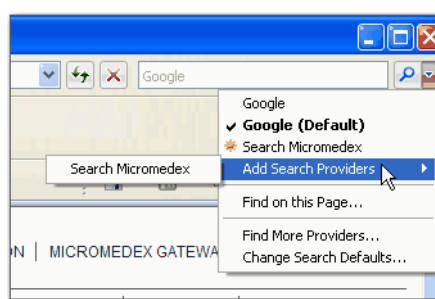 Google
Google
Google (Default)
Search Micromedex
Add Search Providers
Search Micromedex
Find on this Page...
ON | MICROMEDEX GATEWA
Find More Providers...
Change Search Defaults...